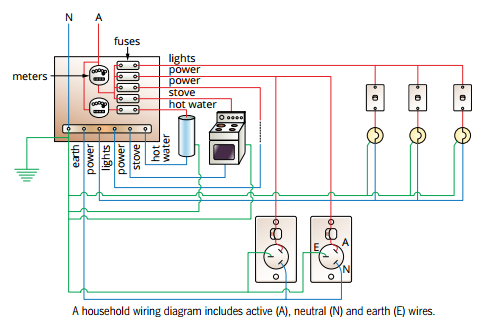 N A
fuses
meters
lights
power
power
stove
hot water
earth
power
lights
power
stove
hot
water
E A
N
A household wiring diagram includes active (A), neutral (N) and earth (E) wires.